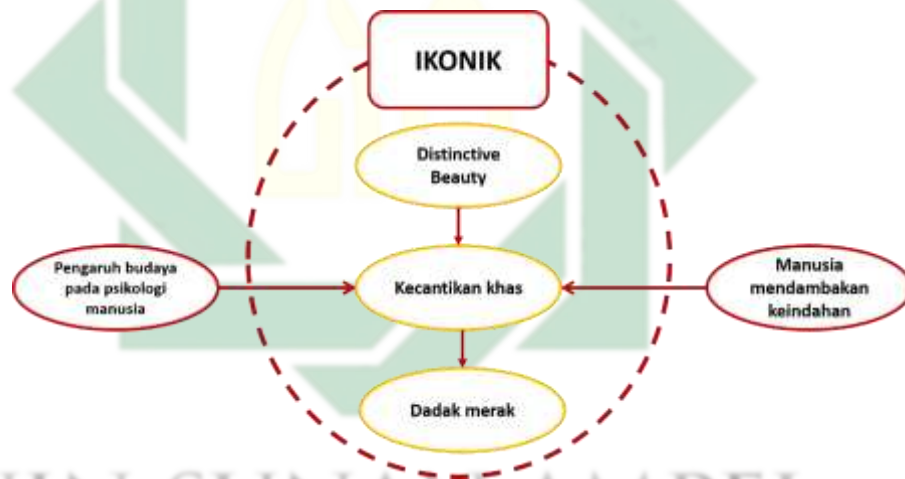 IKONIK
Distinctive
Beauty
Pengaruh budaya
pada psikologi
manusia
Kecantikan khas
Manusia
mendambakan
keindahan
Dadak merak